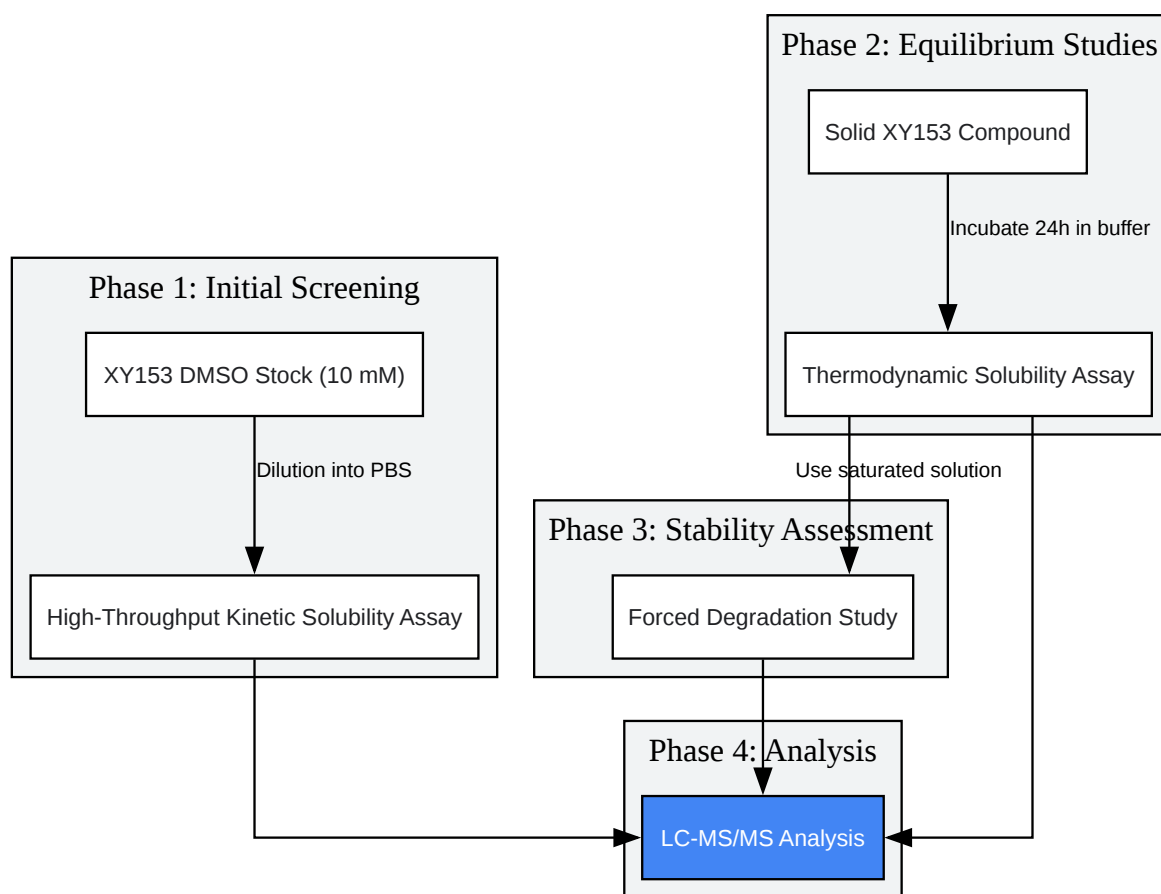 Phase 2: Equilibrium Studies
Solid XY153 Compound
Incubate 24h in buffer
Phase 1: Initial Screening
XY153 DMSO Stock (10 mM)
Thermodynamic Solubility Assay
Dilution into PBS
Use saturated solution
Phase 3: Stability Assessment
High-Throughput Kinetic Solubility Assay
Forced Degradation Study
Phase 4: Analysis
LC-MS/MS Analysis